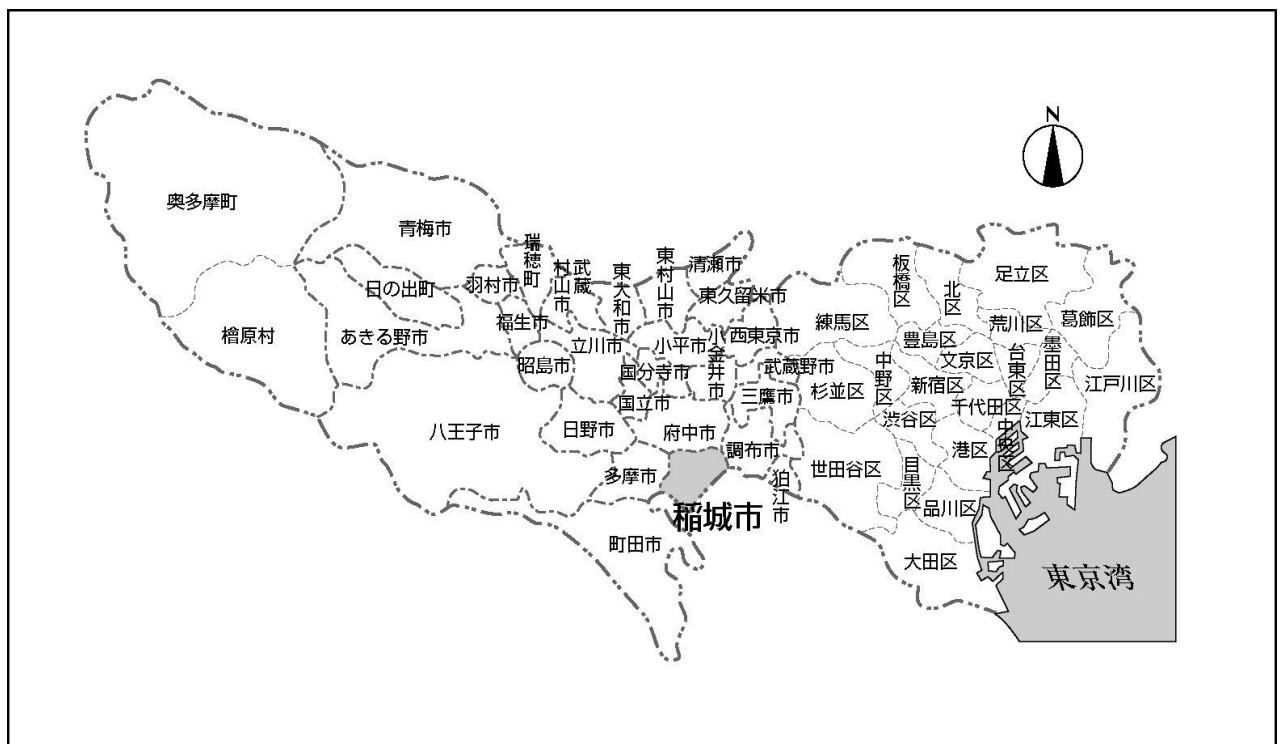 N
奥多摩町
青梅市
瑞穂町
武蔵
村山市
東大和市
東村山市
清瀬市
東久留米市
板橋区
北区
足立区
羽村市
日の出町
檜原村
あきる野市
福生市
昭島市
立川市
小平市
小金井市
西東京市
練馬区
豊島区
荒川区
葛飾区
国分寺市
国立市
武蔵野市
三鷹市
杉並区
中野区
新宿区
文京区
台東区
墨田区
江戸川区
八王子市
日野市
府中市
調布市
渋谷区
千代田区
中央区
江東区
多摩市
稲城市
狛江市
世田谷区
目黒区
港区
品川区
町田市
大田区
東京湾